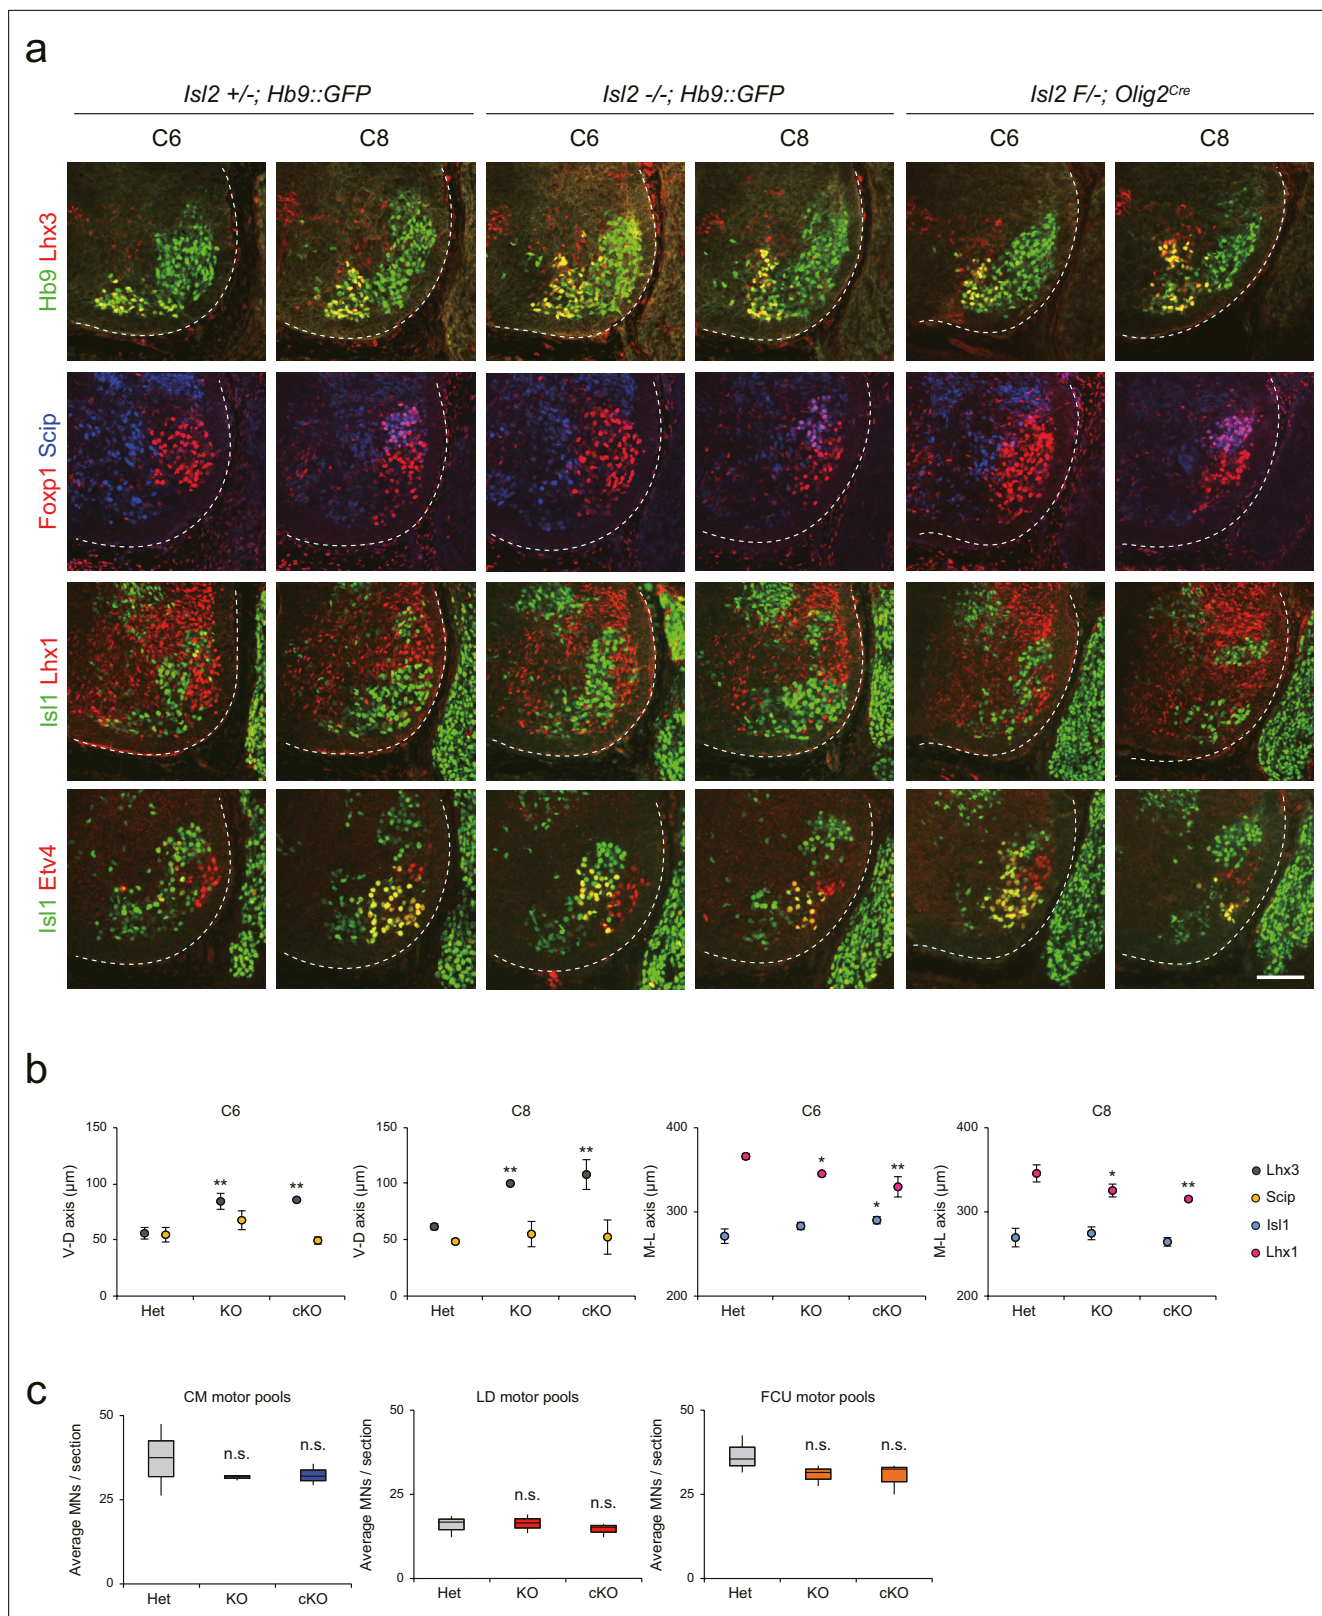 a
Isl2 +/-; Hb9::GFP
Isl2 -/-; Hb9::GFP
Isl2 F/-; Olig2Cre
C6
C8
C6
C8
C6
C8
Hb9 Lhx3
Foxp1 Scip
Isl1 Lhx1
Isl1 Etv4
b
C6
V-D axis (µm)
150
100
50
0
**
**
Het
KO
cKO
C8
V-D axis (µm)
150
100
50
0
**
**
Het
KO
cKO
C6
M-L axis (µm)
400
300
200
*
**
*
Het
KO
cKO
C8
M-L axis (µm)
400
300
200
*
**
Het
KO
cKO
Lhx3
Scip
Isl1
Lhx1
c
CM motor pools
Average MNs / section
50
25
0
n.s.
n.s.
Het
KO
cKO
LD motor pools
Average MNs / section
50
25
0
n.s.
n.s.
Het
KO
cKO
FCU motor pools
Average MNs / section
50
25
0
n.s.
n.s.
Het
KO
cKO